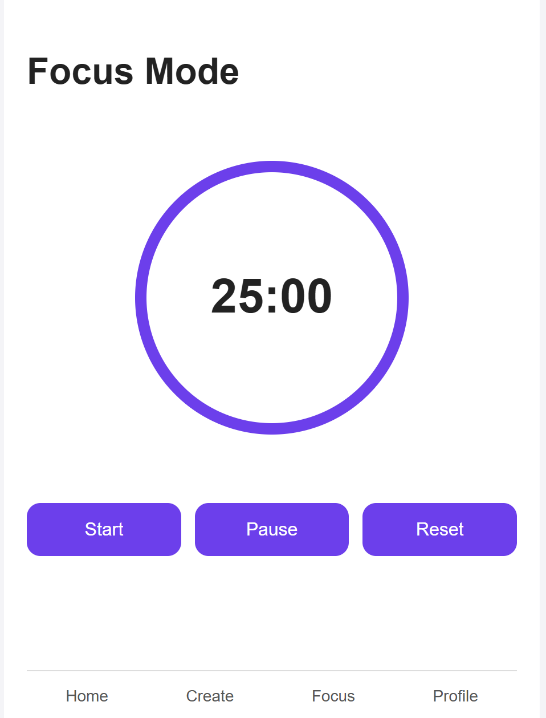 Focus Mode
25:00
Start Pause Reset
Home Create Focus Profile